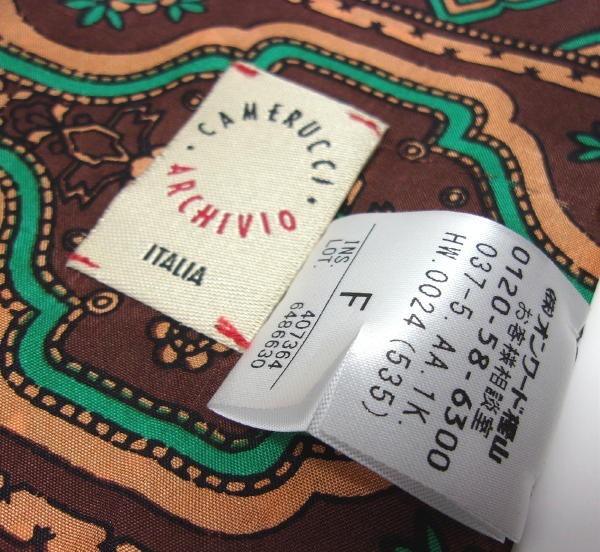 • CAMERUCCI •
ARCHIVIO
ITALIA
㈱オンワード樫山
お客様相談室
0120-58-6300
037-5. AA. 1K.
HW. 0024 (535)
F
INS. 407364
LOT. 6486630